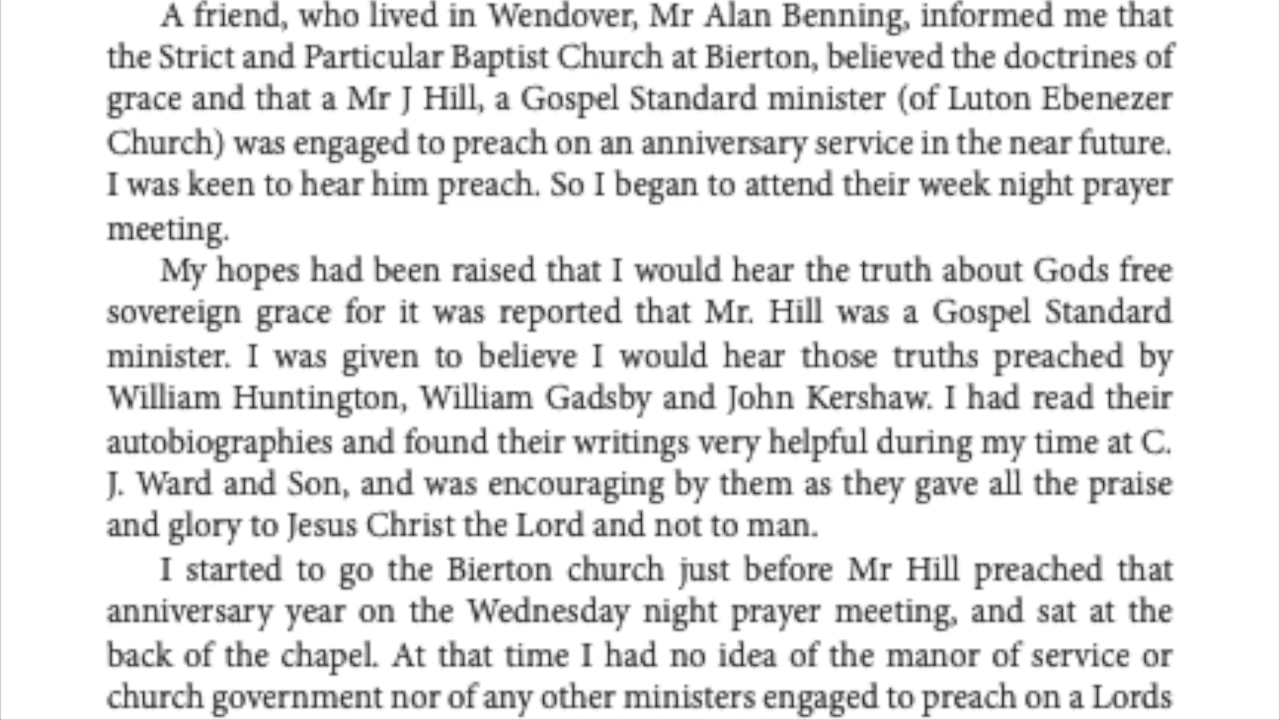 A friend, who lived in Wendover, Mr Alan Benning, informed me that
the Strict and Particular Baptist Church at Bierton, believed the doctrines of
grace and that a Mr J Hill, a Gospel Standard minister (of Luton Ebenezer
Church) was engaged to preach on an anniversary service in the near future.
I was keen to hear him preach. So I began to attend their week night prayer
meeting.
My hopes had been raised that I would hear the truth about Gods free
sovereign grace for it was reported that Mr. Hill was a Gospel Standard
minister. I was given to believe I would hear those truths preached by
William Huntington, William Gadsby and John Kershaw. I had read their
autobiographies and found their writings very helpful during my time at C.
J. Ward and Son, and was encouraging by them as they gave all the praise
and glory to Jesus Christ the Lord and not to man.
I started to go the Bierton church just before Mr Hill preached that
anniversary year on the Wednesday night prayer meeting, and sat at the
back of the chapel. At that time I had no idea of the manor of service or
church government nor of any other ministers engaged to preach on a Lords